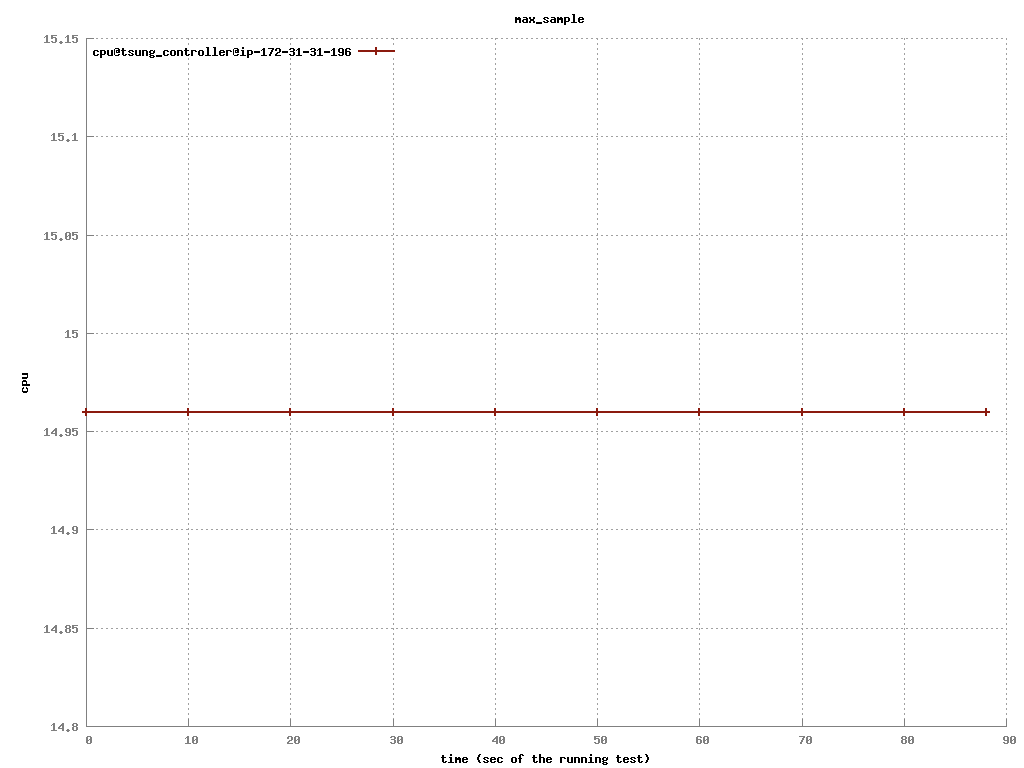 max_sample
cpu@tsung_controller@ip-172-31-31-196
15.15
15.1
15.05
15
14.95
14.9
14.85
14.8
cpu
0 10 20 30 40 50 60 70 80 90
time (sec of the running test)